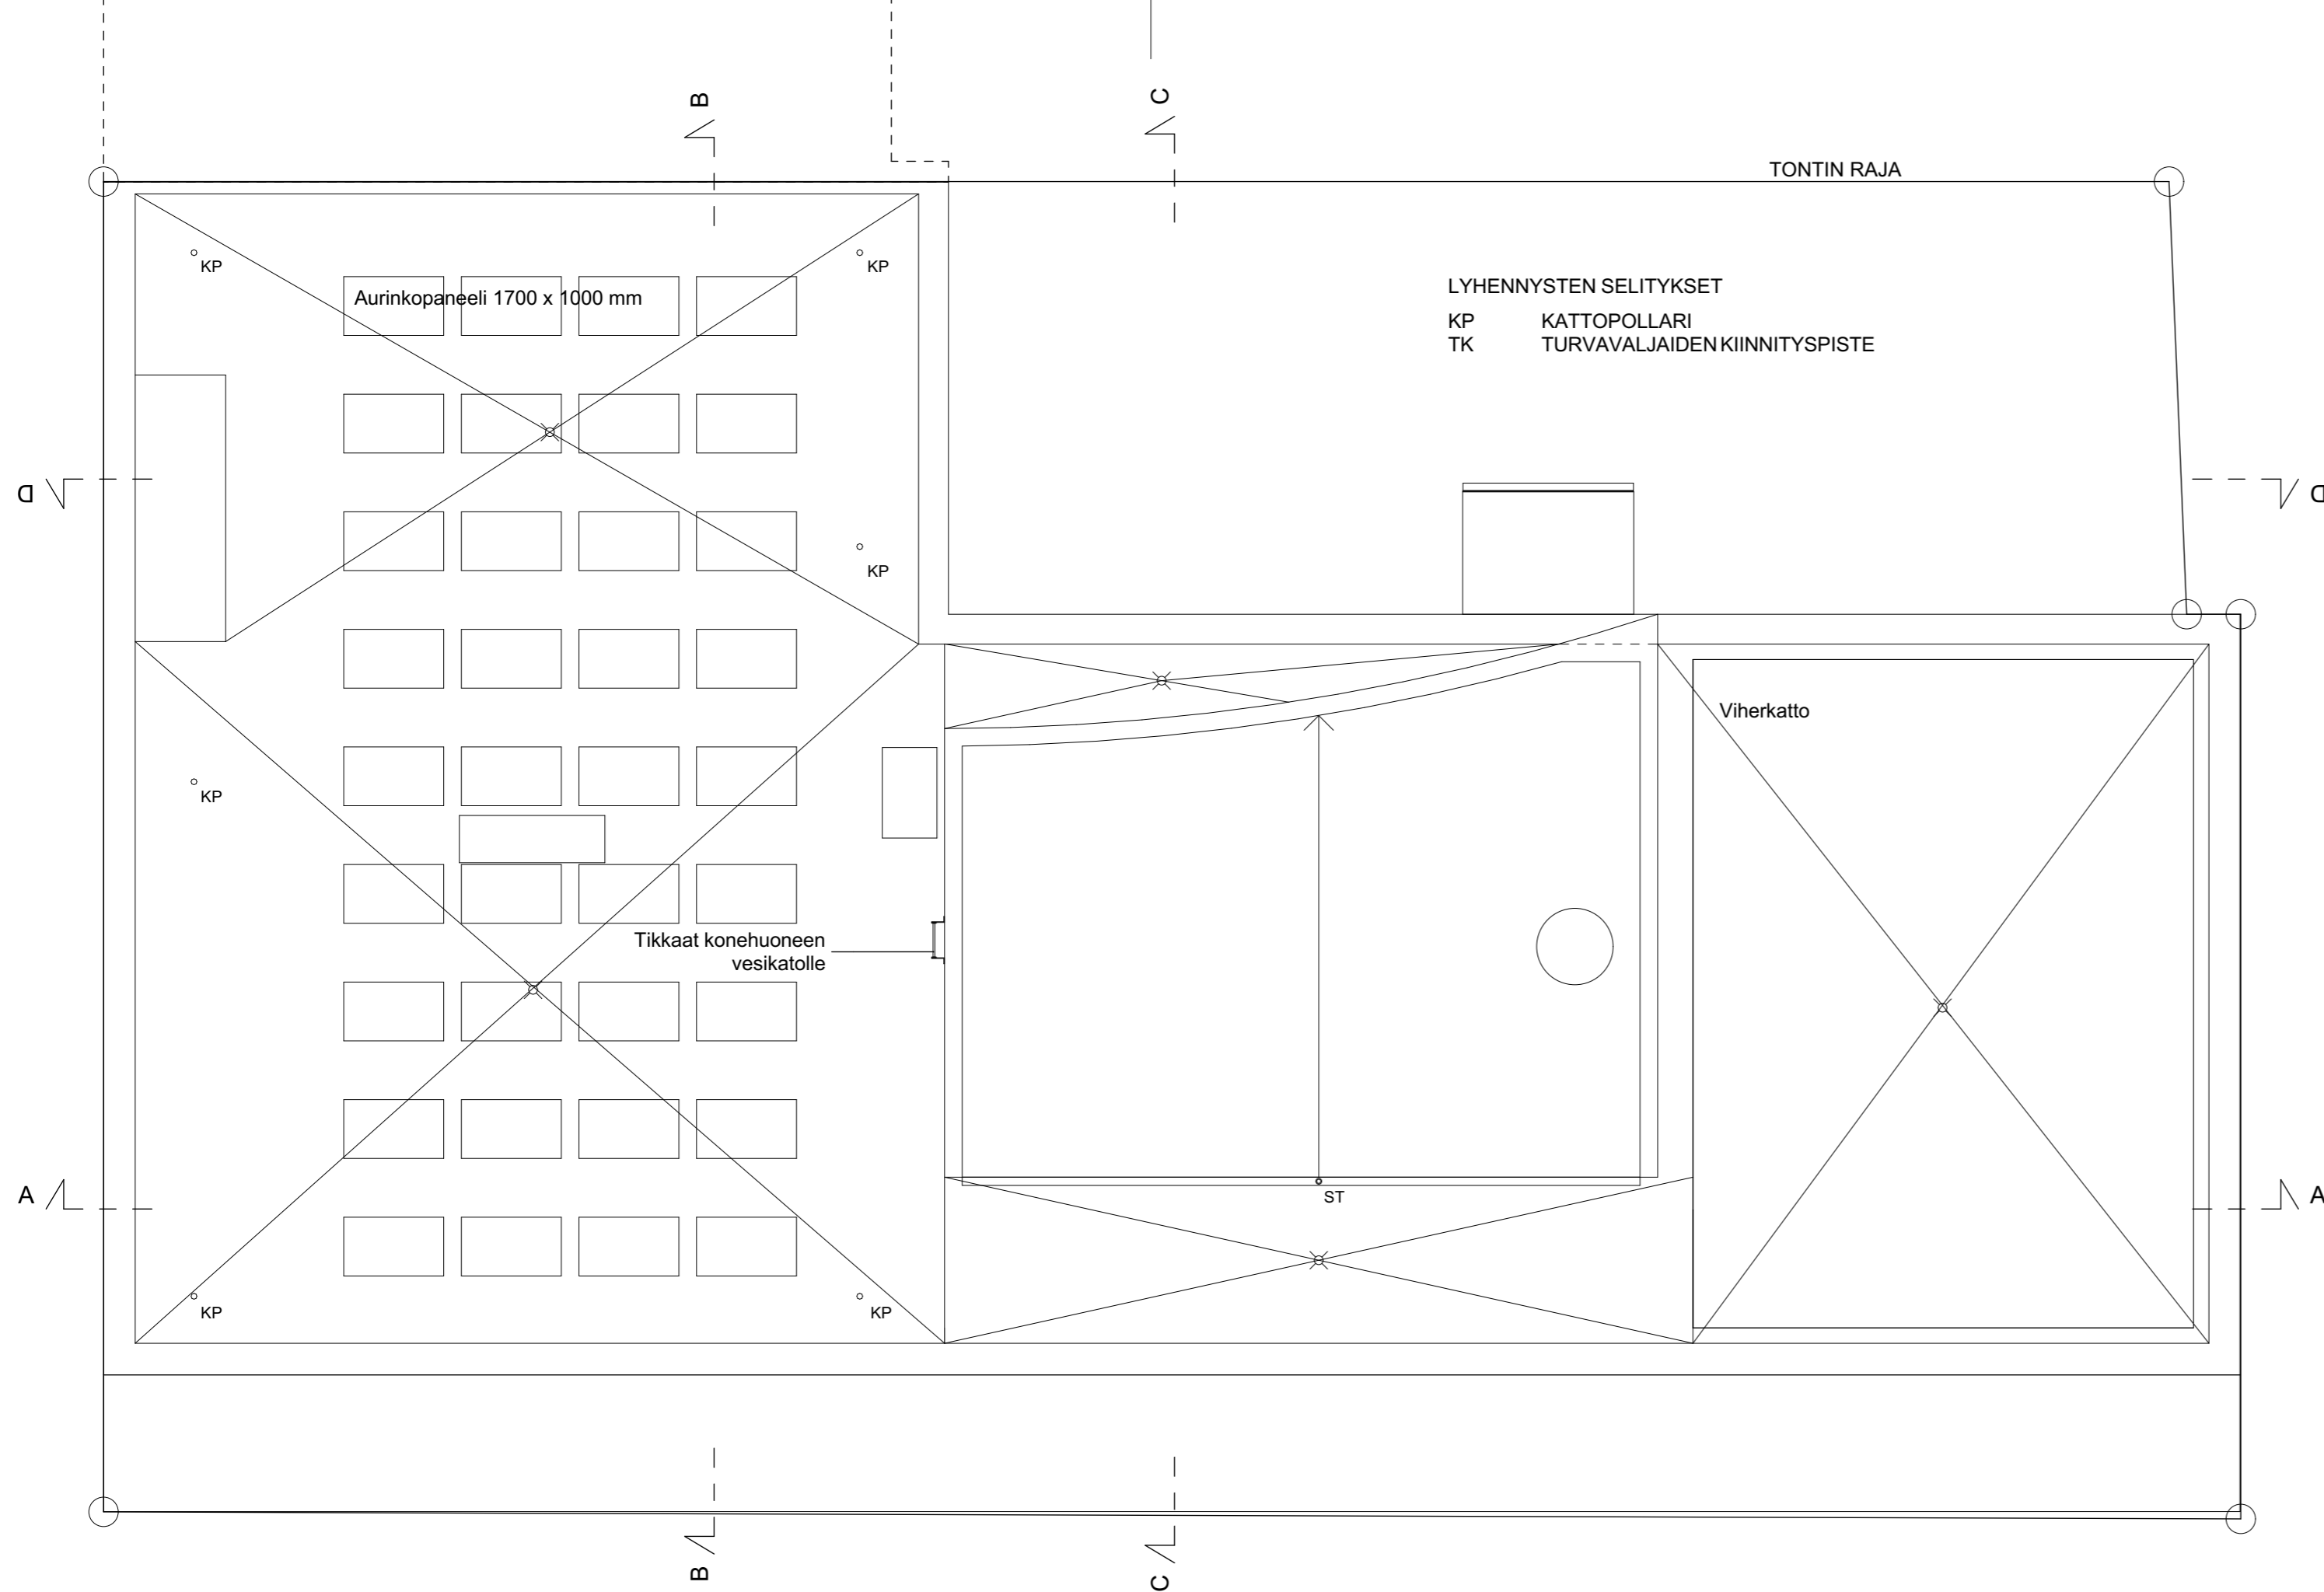 B
C
TONTIN RAJA
KP
KP
Aurinkopaneeli 1700 x 1000 mm
LYHENNYSTEN SELITYKSET
KP KATTOPOLLARI
TK TURVAVALJAIDEN KIINNITYSPISTE
D
D
KP
Viherkatto
KP
Tikkaat konehuoneen
vesikatolle
A
ST
A
KP
KP
B
C